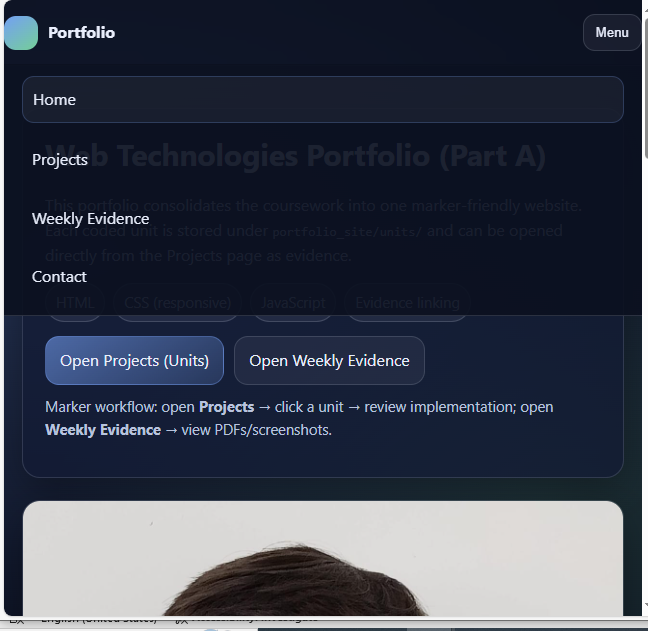 Portfolio
Menu
Home
Web Technologies Portfolio (Part A)
Projects
This portfolio consolidates the coursework into one marker-friendly website.
Weekly Evidence
Each coded unit is stored under portfolio_site/units/ and can be opened
directly from the Projects page as evidence.
Contact
HTML
CSS (responsive)
JavaScript
Evidence linking
Open Projects (Units)
Open Weekly Evidence
Marker workflow: open Projects → click a unit → review implementation; open
Weekly Evidence → view PDFs/screenshots.
English (United States)